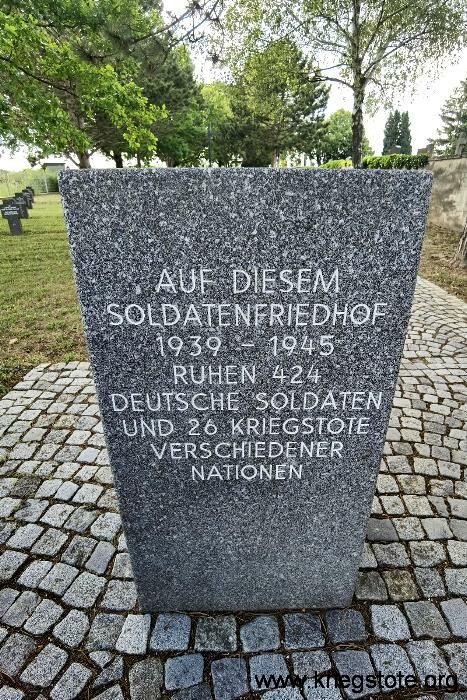 AUF DIESEM
SOLDATENFRIEDHOF
1939 – 1945
RUHEN 424
DEUTSCHE SOLDATEN
UND 26 KRIEGSTOTE
VERSCHIEDENER
NATIONEN
www.kriegstote.org